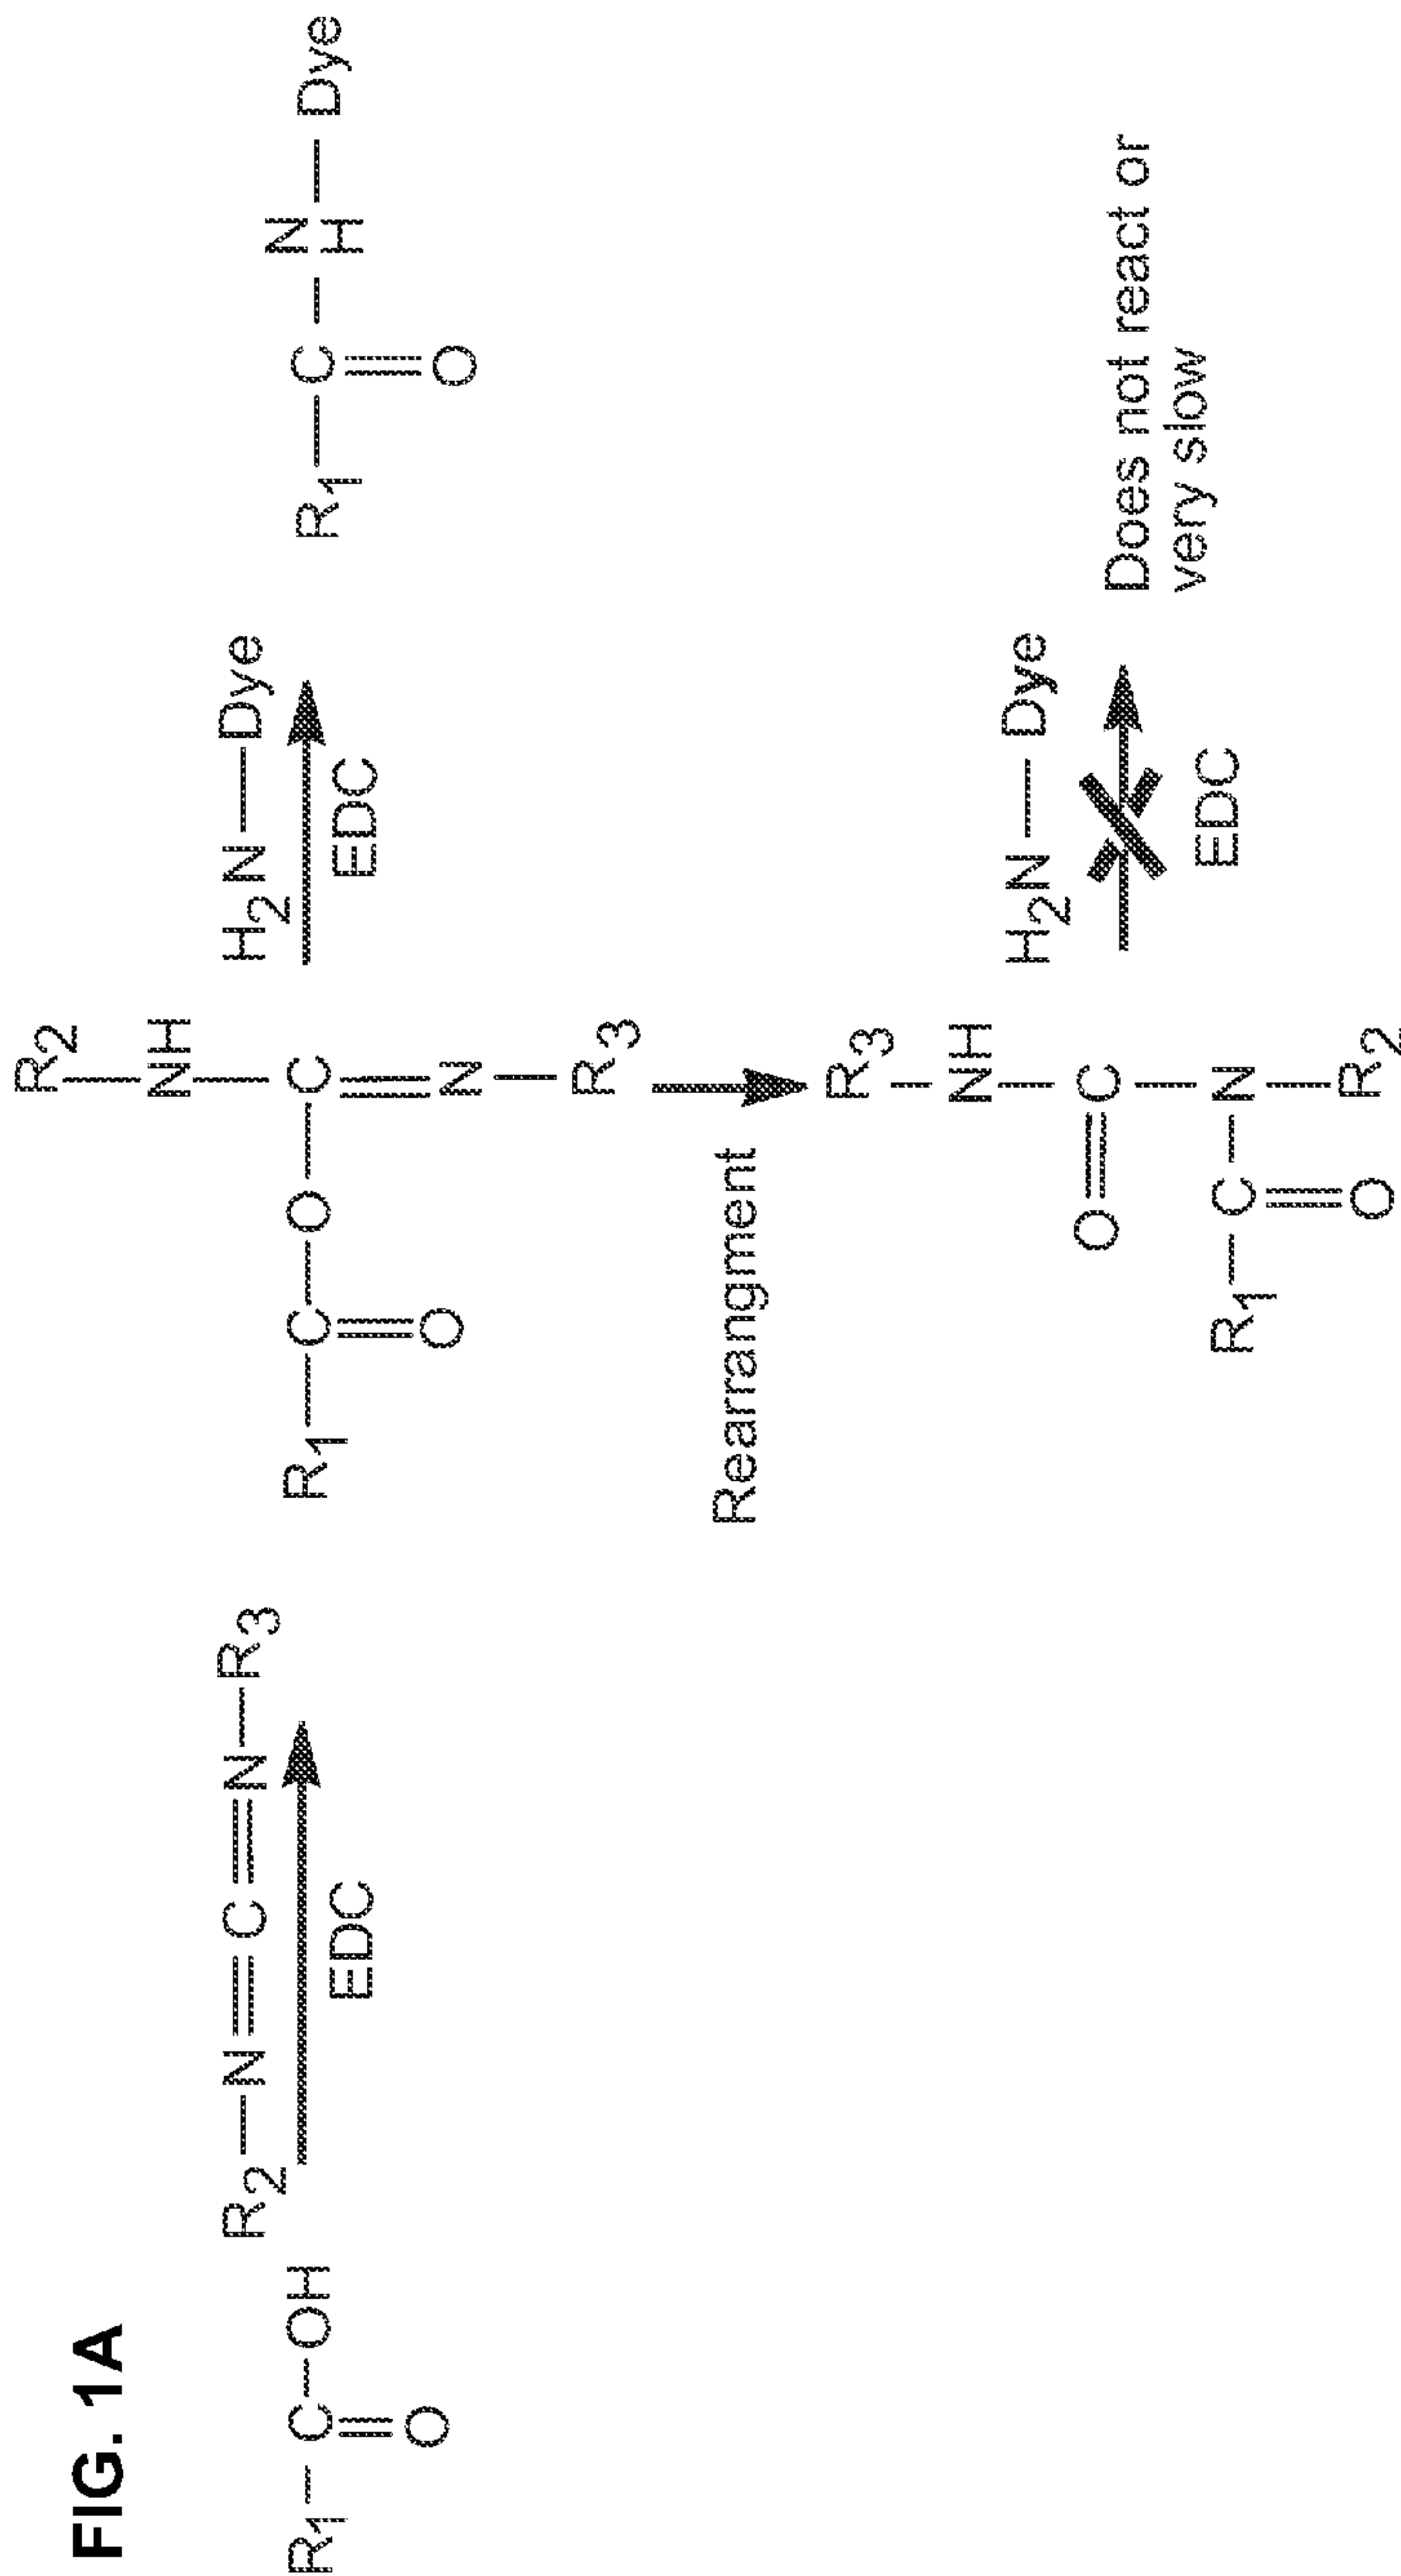 FIG. 1A
R1—C—OH
O
R2—N=C=N—R3
EDC
R2
NH
R1—C—O—C
O
N—R3
H2N—Dye
EDC
R1—C—N—Dye
H
O
Rearrangment
R3
NH
O=C
R1—C—N
O
R2
H2N—Dye
EDC
Does not react or
very slow